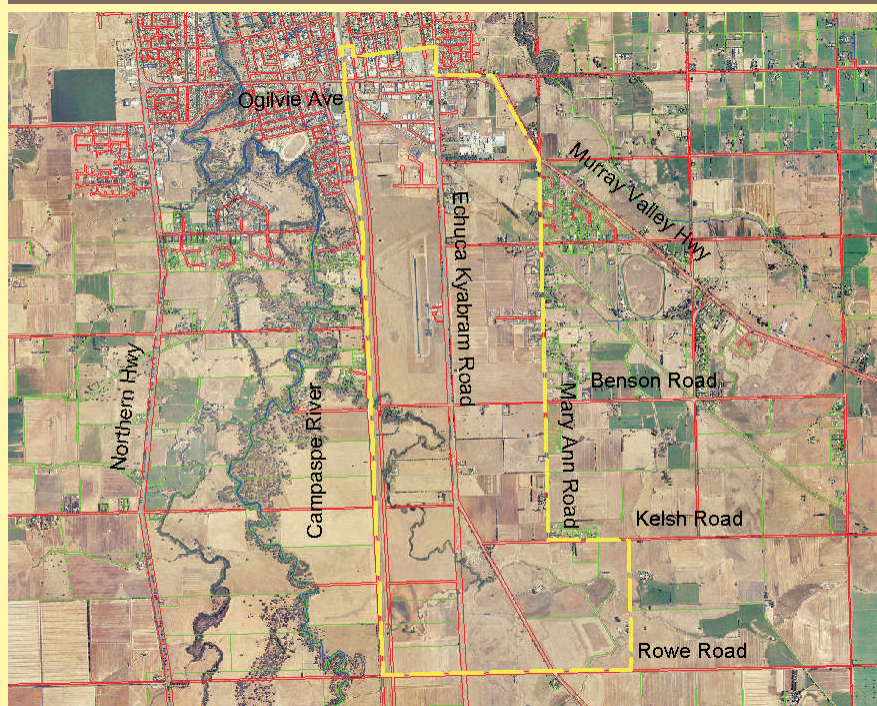 Ogilvie Ave
Murray Valley Hwy
Echuca Kyabram Road
Northern Hwy
Campaspe River
Benson Road
Mary Ann Road
Kelsh Road
Rowe Road